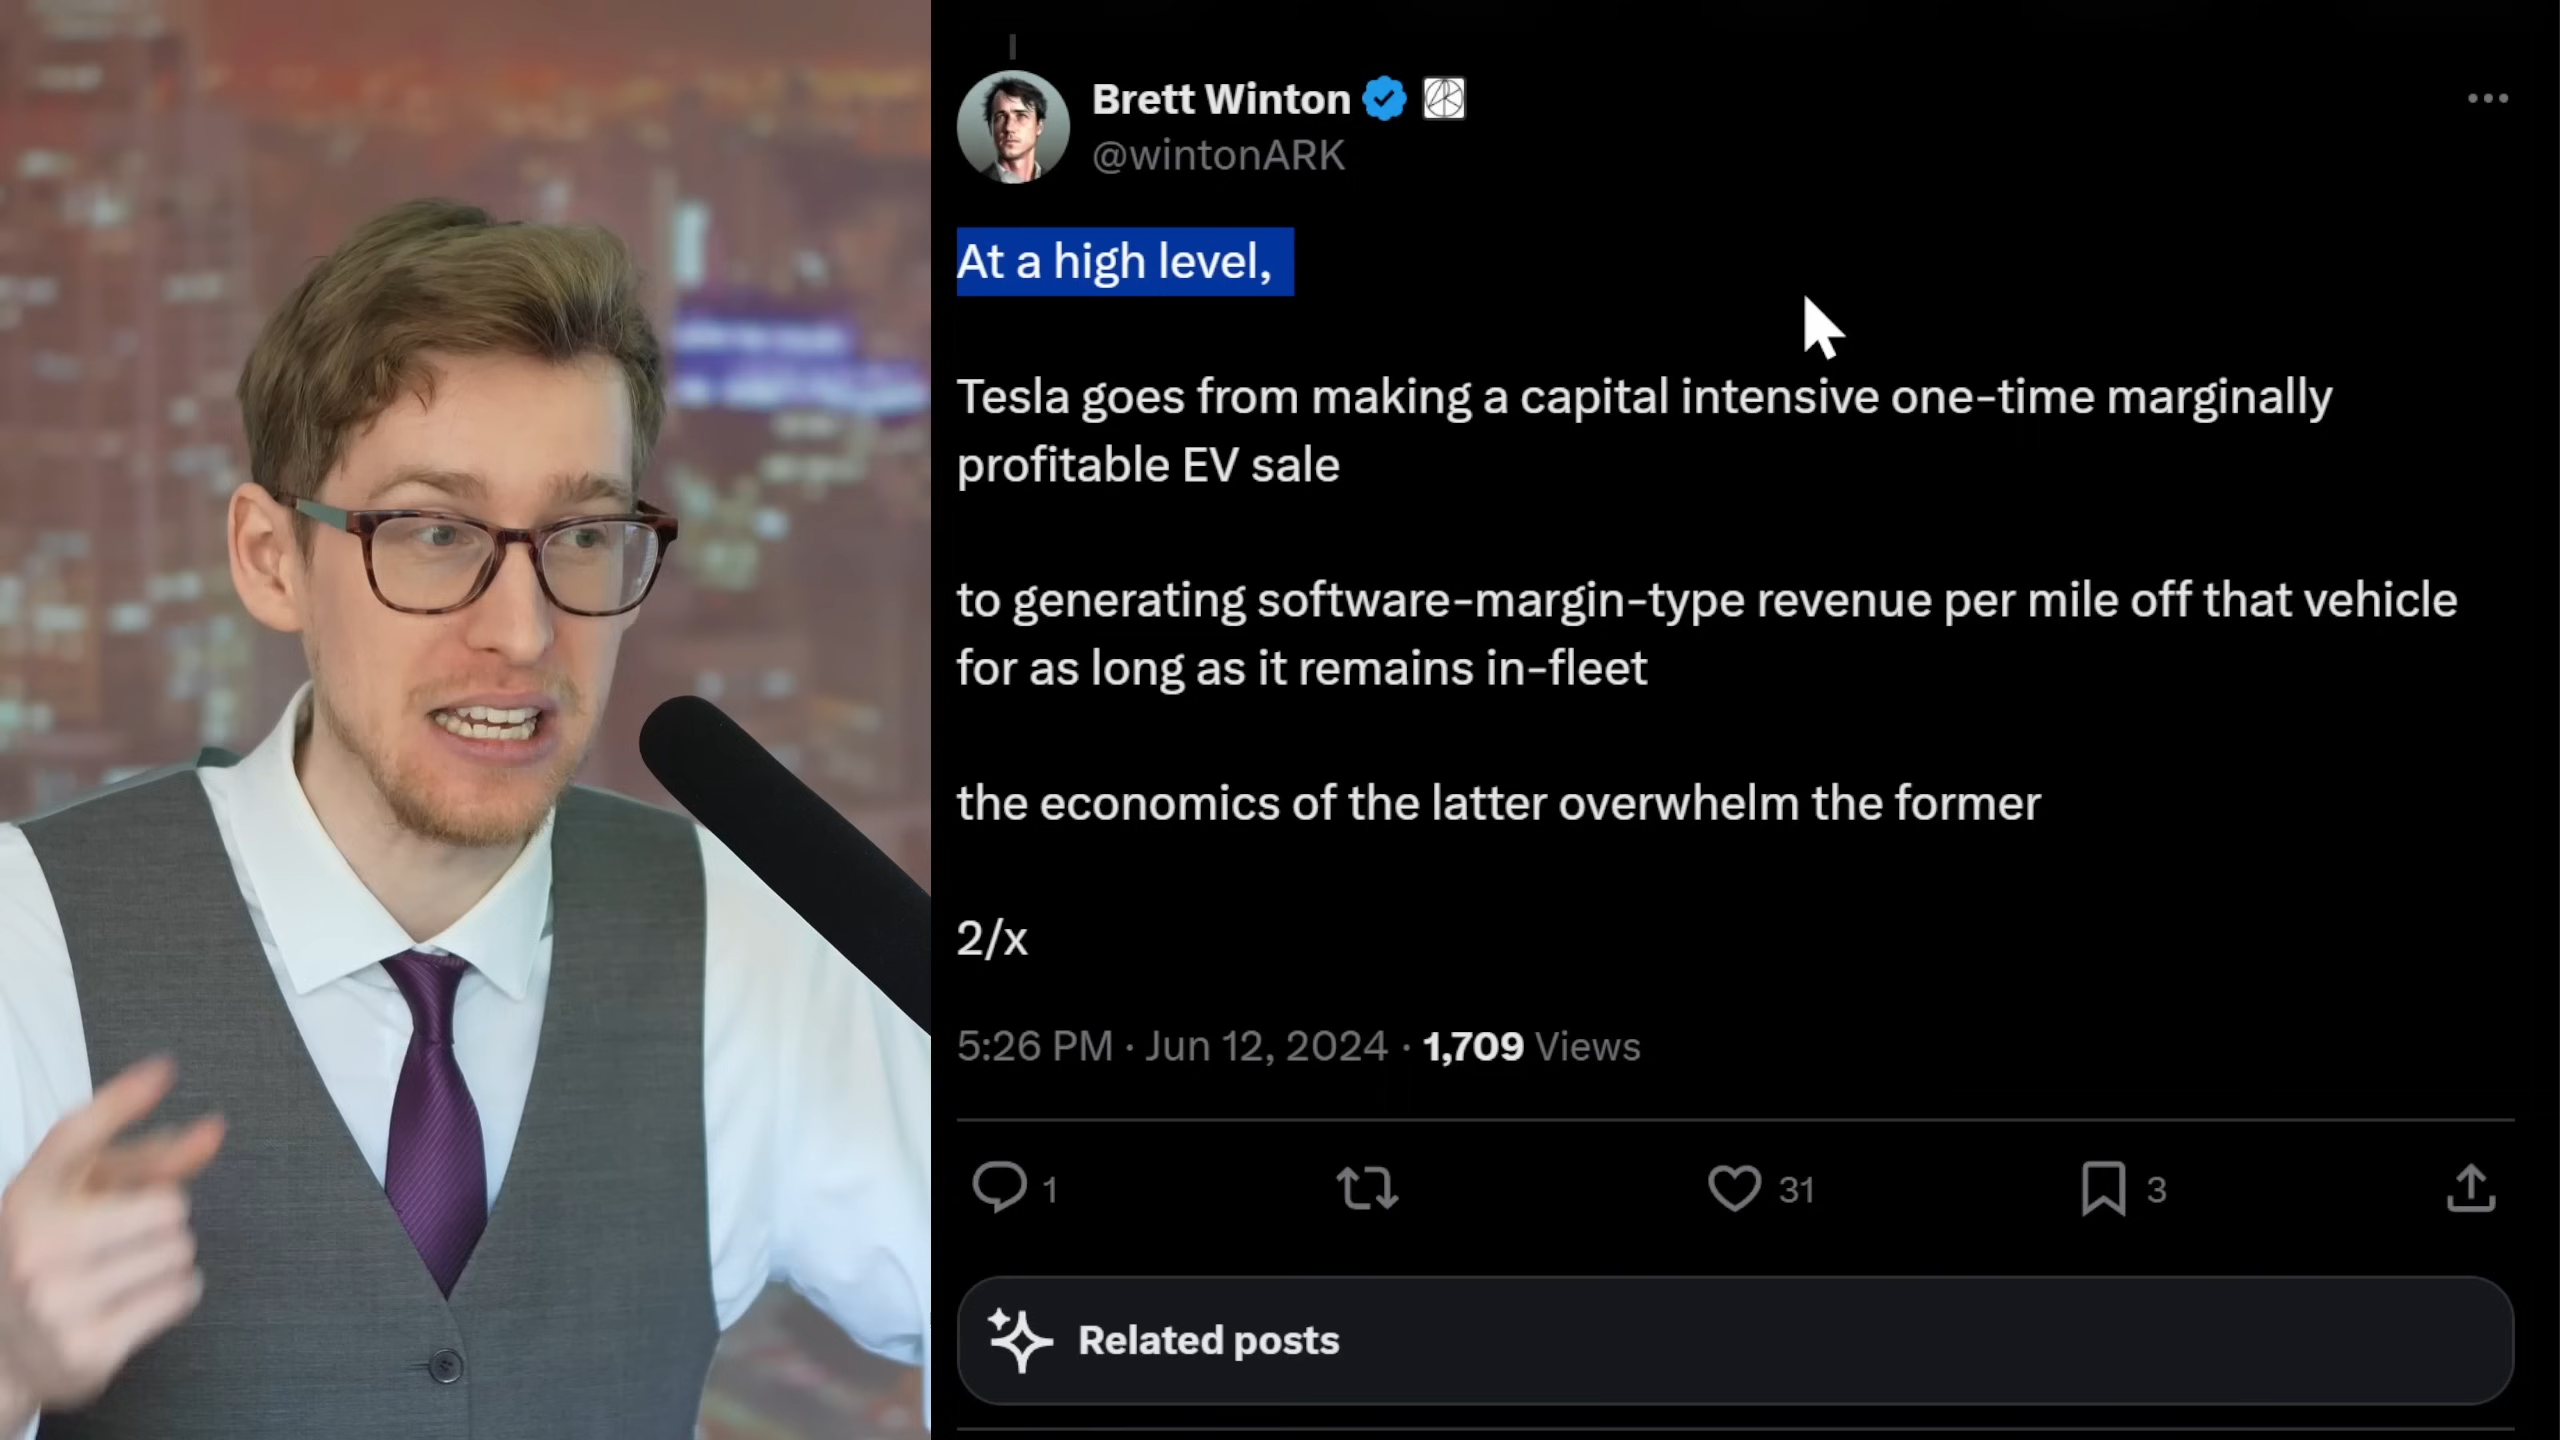 Brett Winton
@wintonARK
At a high level,
Tesla goes from making a capital intensive one-time marginally
profitable EV sale
to generating software-margin-type revenue per mile off that vehicle
for as long as it remains in-fleet
the economics of the latter overwhelm the former
2/x
5:26 PM · Jun 12, 2024 · 1,709 Views
1
31
3
Related posts